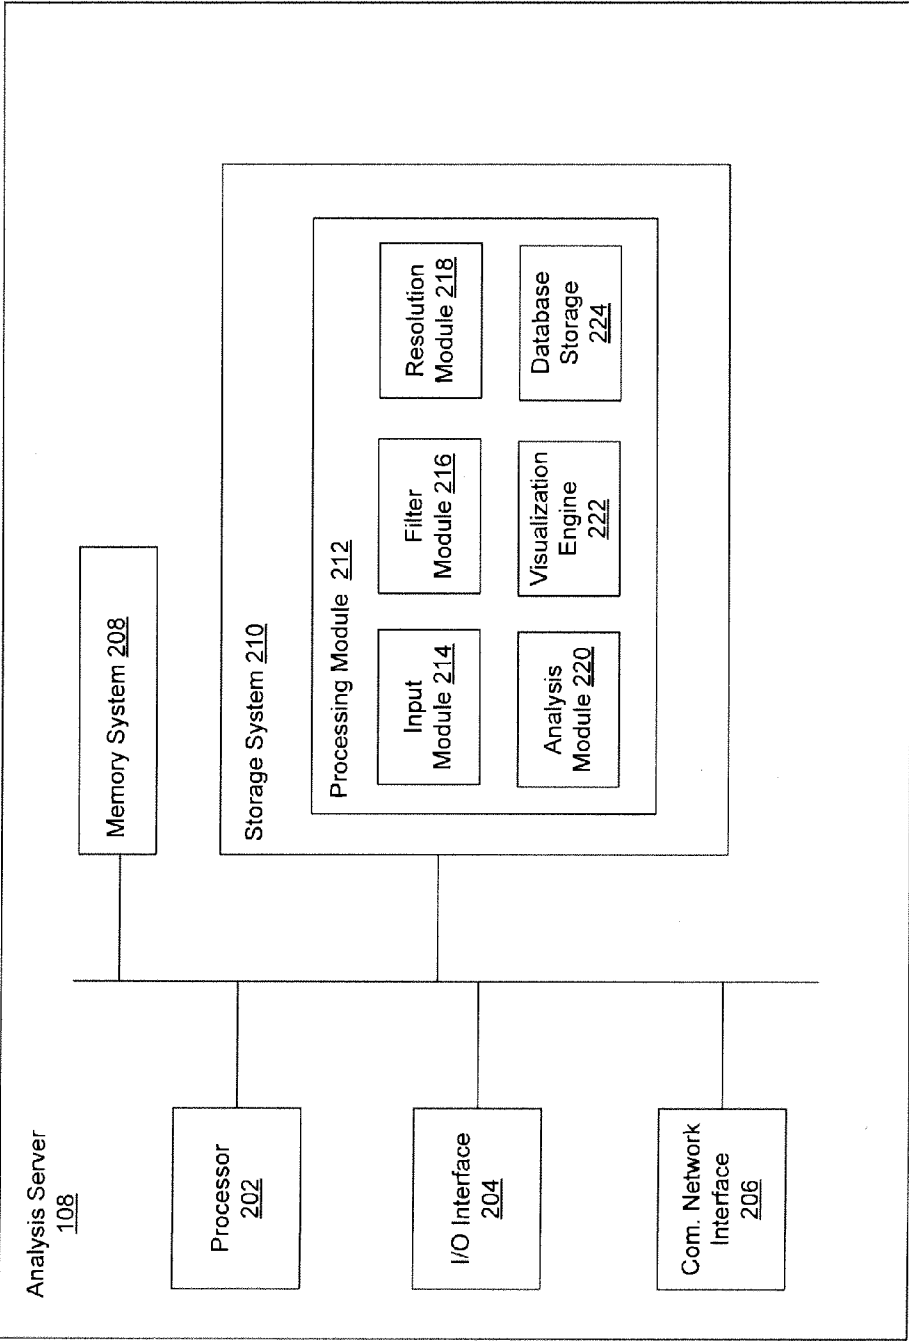 Analysis Server
108
Processor
202
I/O Interface
204
Com. Network
Interface
206
Memory System 208
Storage System 210
Processing Module 212
Input
Module 214
Filter
Module 216
Resolution
Module 218
Analysis
Module 220
Visualization
Engine
222
Database
Storage
224